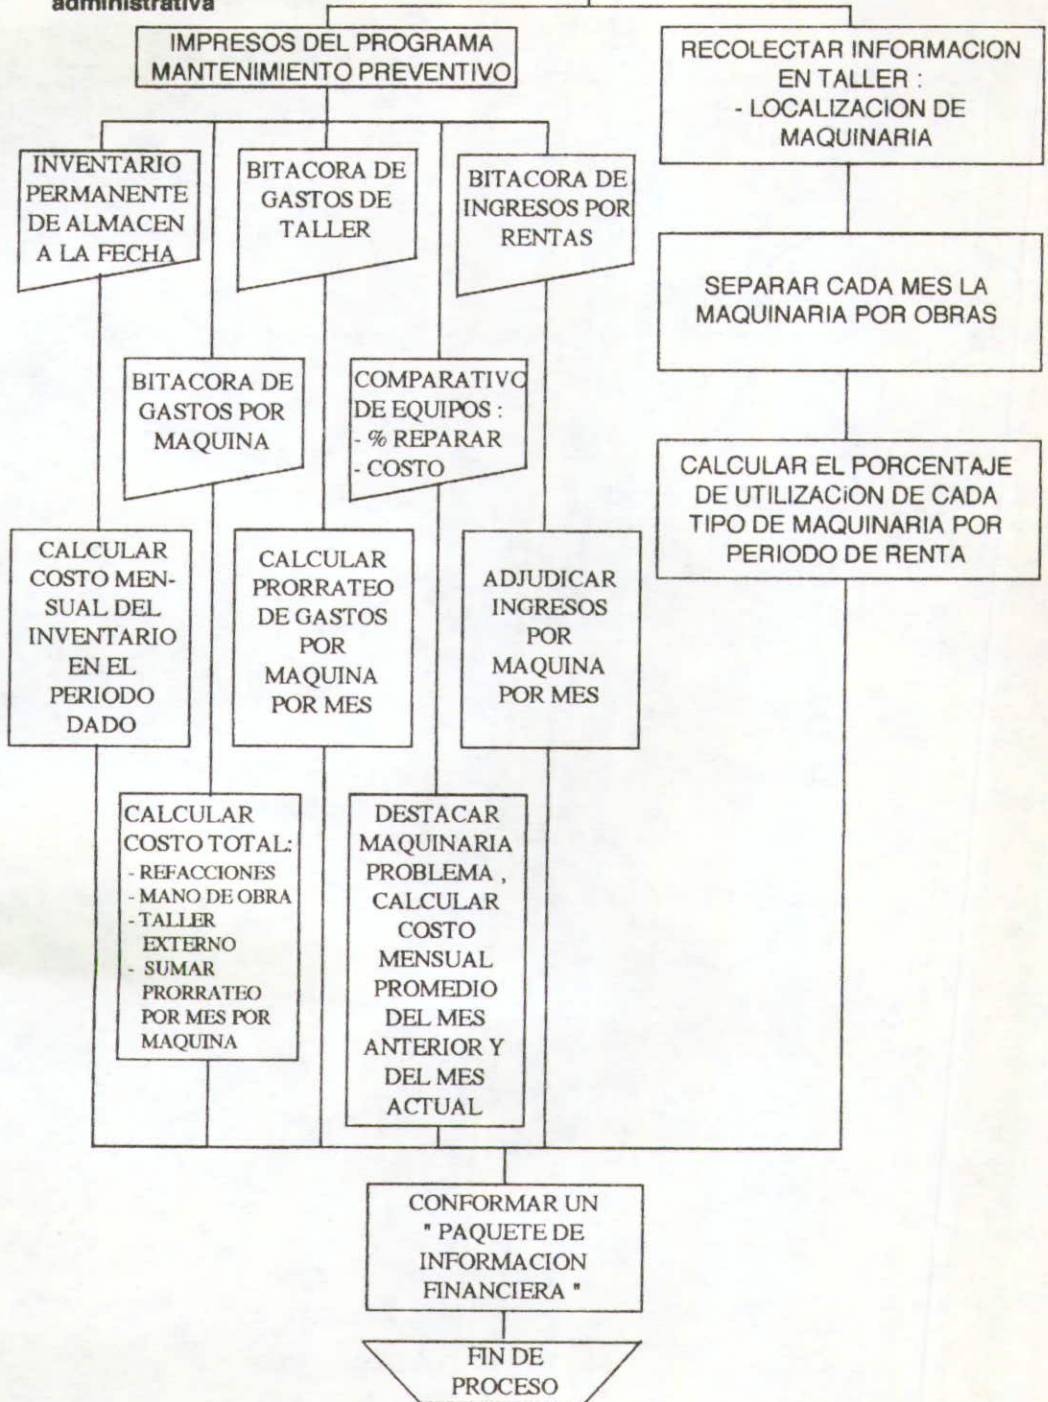 administrativa
IMPRESOS DEL PROGRAMA
MANTENIMIENTO PREVENTIVO
RECOLECTAR INFORMACION
EN TALLER :
- LOCALIZACION DE
MAQUINARIA
INVENTARIO
PERMANENTE
DE ALMACEN
A LA FECHA
BITACORA DE
GASTOS DE
TALLER
BITACORA DE
INGRESOS POR
RENTAS
SEPARAR CADA MES LA
MAQUINARIA POR OBRAS
BITACORA DE
GASTOS POR
MAQUINA
COMPARATIVO
DE EQUIPOS :
- % REPARAR
- COSTO
CALCULAR EL PORCENTAJE
DE UTILIZACiON DE CADA
TIPO DE MAQUINARIA POR
PERIODO DE RENTA
CALCULAR
COSTO MEN-
SUAL DEL
INVENTARIO
EN EL
PERIODO
DADO
CALCULAR
PRORRATEO
DE GASTOS
POR
MAQUINA
POR MES
ADJUDICAR
INGRESOS
POR
MAQUINA
POR MES
CALCULAR
COSTO TOTAL:
- REFACCIONES
- MANO DE OBRA
- TALLER
EXTERNO
- SUMAR
PRORRATEO
POR MES POR
MAQUINA
DESTACAR
MAQUINARIA
PROBLEMA ,
CALCULAR
COSTO
MENSUAL
PROMEDIO
DEL MES
ANTERIOR Y
DEL MES
ACTUAL
CONFORMAR UN
" PAQUETE DE
INFORMACION
FINANCIERA "
FIN DE
PROCESO